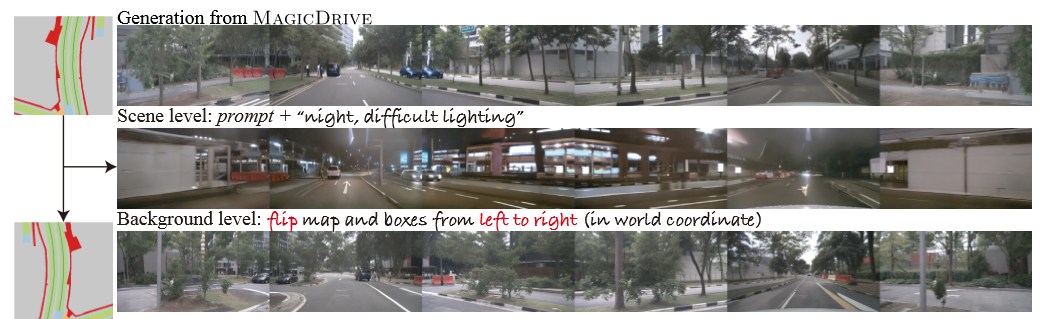 Generation from MAGICDRIVE
Scene level: prompt + “night, difficult lighting”
Background level: flip map and boxes from left to right (in world coordinate)